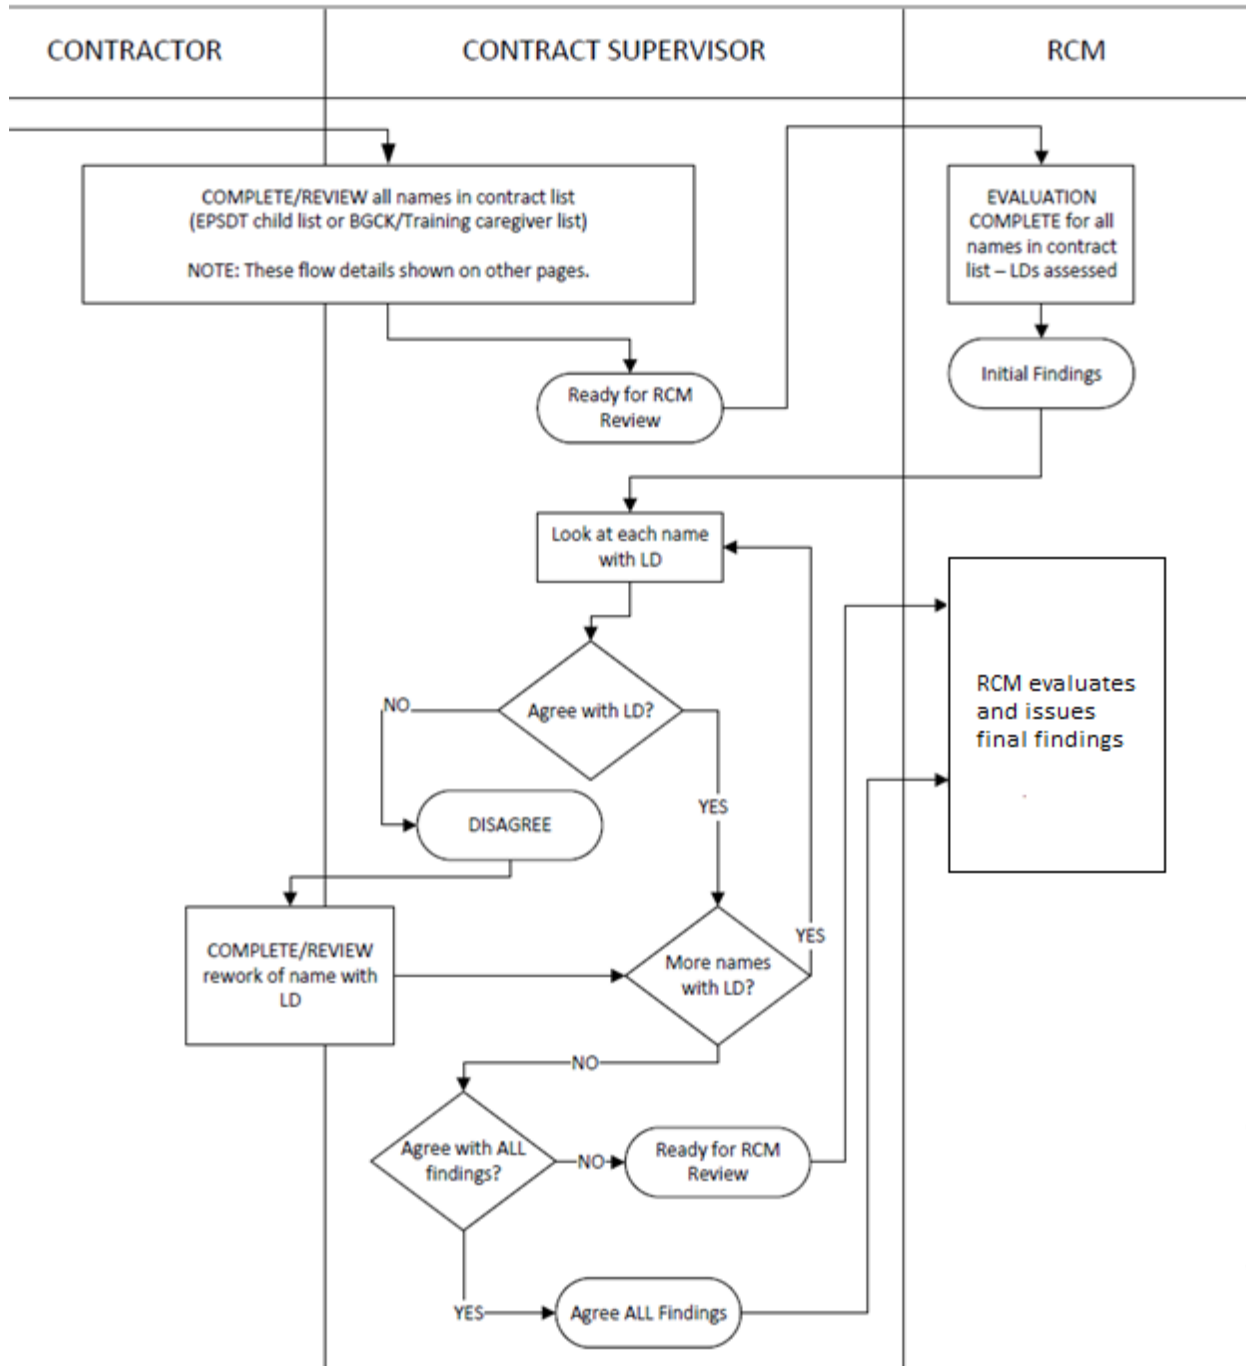 CONTRACTOR
CONTRACT SUPERVISOR
RCM
COMPLETE/REVIEW all names in contract list
(EPSDT child list or BGCK/Training caregiver list)
NOTE: These flow details shown on other pages.
EVALUATION
COMPLETE for all
names in contract
list – LDs assessed
Ready for RCM
Review
Initial Findings
Look at each name
with LD
Agree with LD?
NO
YES
DISAGREE
RCM evaluates
and issues
final findings
COMPLETE/REVIEW
rework of name with
LD
More names
with LD?
YES
NO
Agree with ALL
findings?
NO
Ready for RCM
Review
YES
Agree ALL Findings